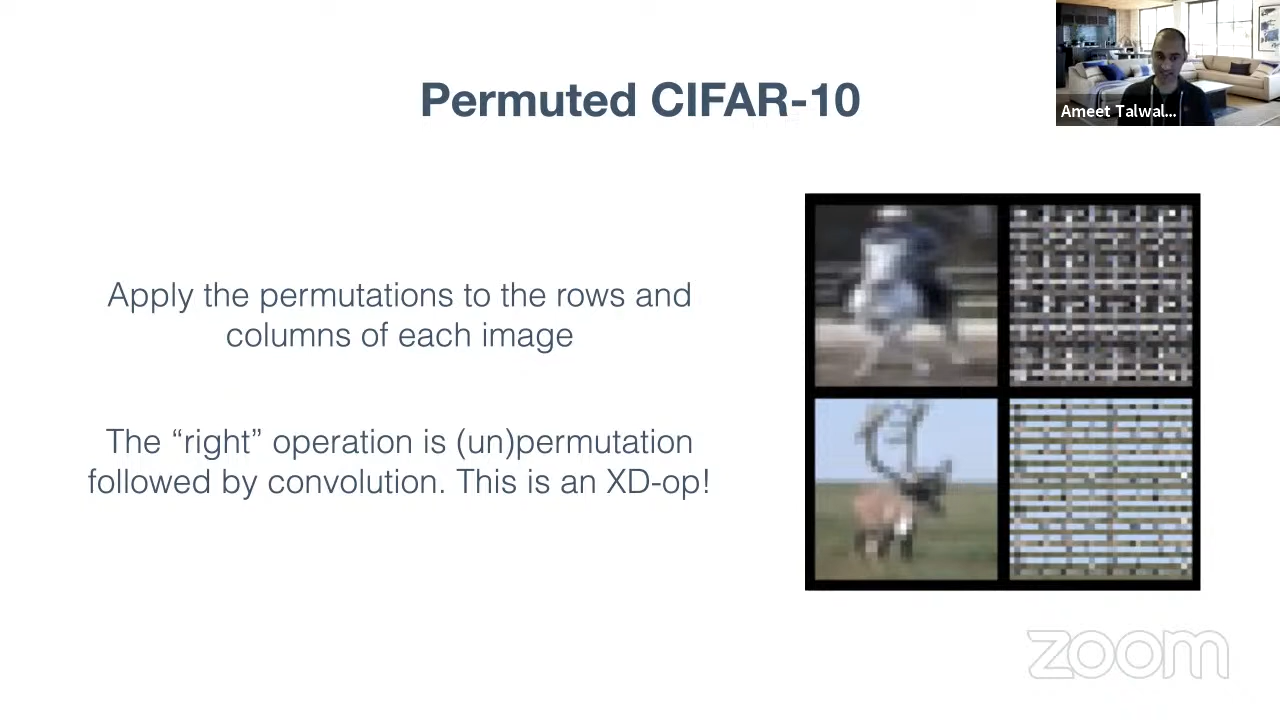 Permuted CIFAR-10
Ameet Talwal...
Apply the permutations to the rows and
columns of each image
The “right” operation is (un)permutation
followed by convolution. This is an XD-op!
zoom